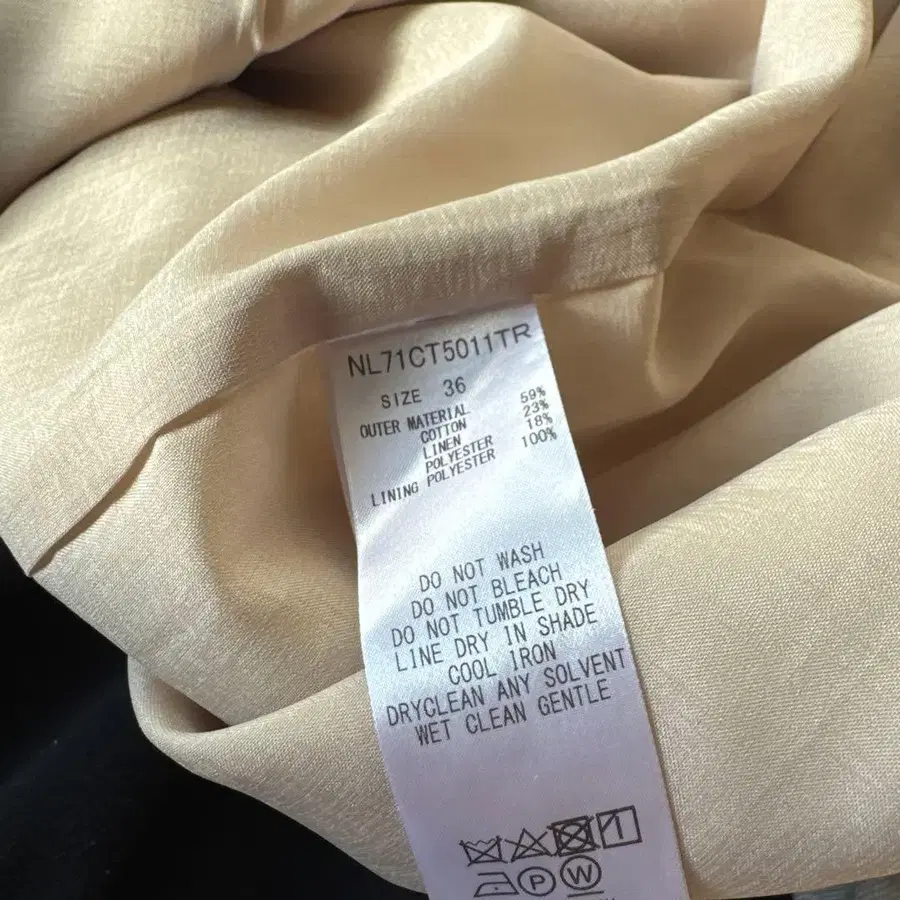 NL71CT5011TR
SIZE 36
OUTER MATERIAL
COTTON 59%
LINEN 23%
POLYESTER 18%
LINING POLYESTER 100%
DO NOT WASH
DO NOT BLEACH
DO NOT TUMBLE DRY
LINE DRY IN SHADE
COOL IRON
DRYCLEAN ANY SOLVENT
WET CLEAN GENTLE
P W